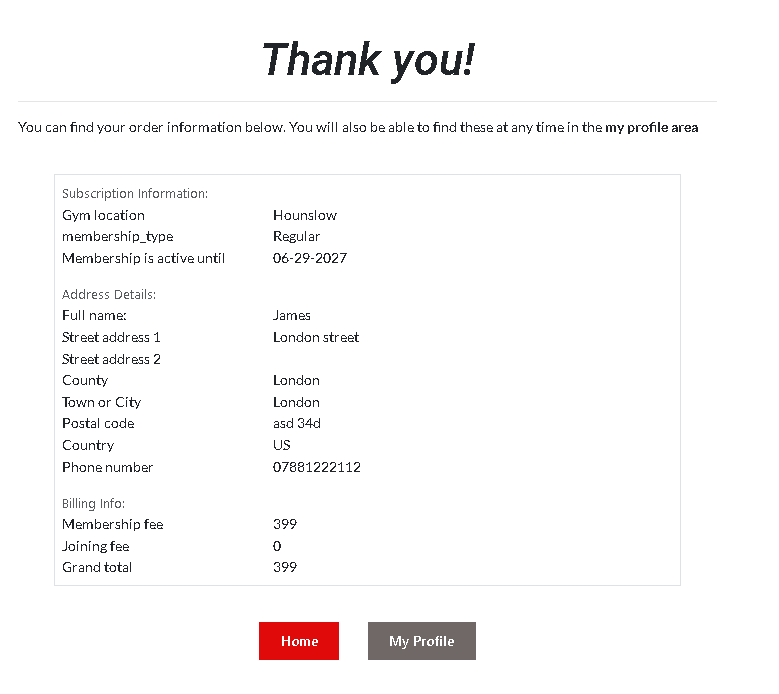 Thank you!
You can find your order information below. You will also be able to find these at any time in the my profile area
Subscription Information:
Gym location Hounslow
membership_type Regular
Membership is active until 06-29-2027
Address Details:
Full name: James
Street address 1 London street
Street address 2
County London
Town or City London
Postal code asd 34d
Country US
Phone number 07881222112
Billing Info:
Membership fee 399
Joining fee 0
Grand total 399
Home My Profile